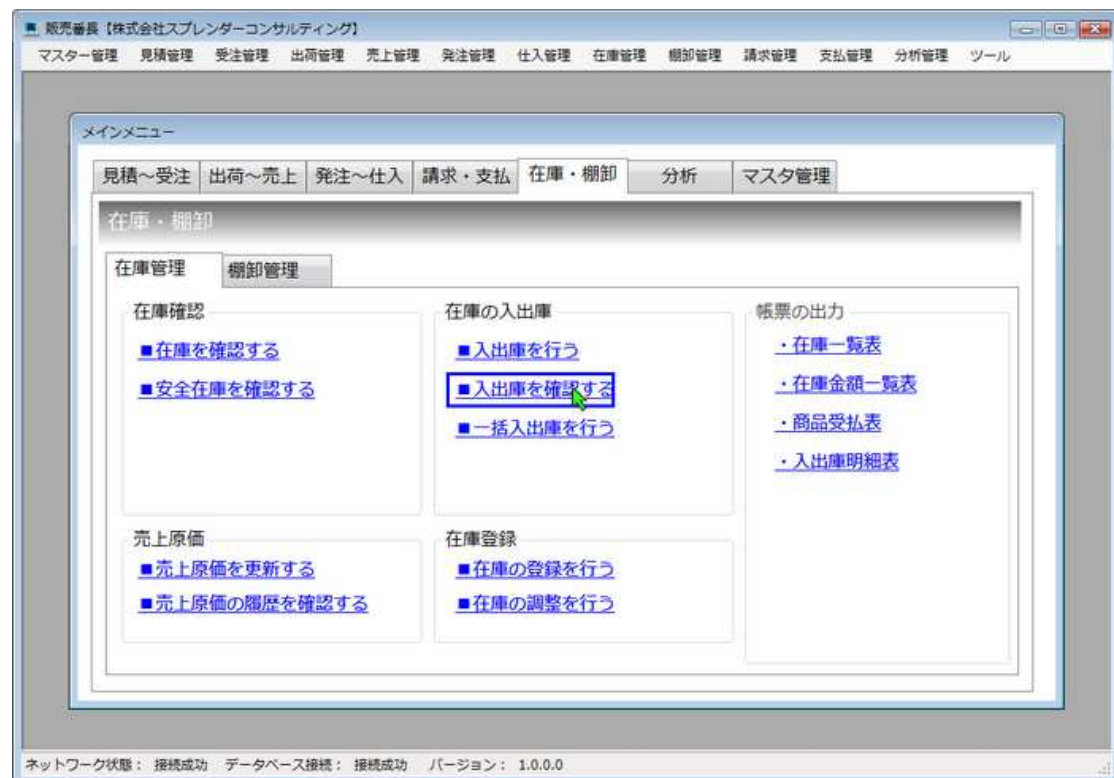 販売番長【株式会社スプレンダーコンサルティング】
マスター管理 見積管理 受注管理 出荷管理 売上管理 発注管理 仕入管理 在庫管理 棚卸管理 請求管理 支払管理 分析管理 ツール
メインメニュー
見積～受注 出荷～売上 発注～仕入 請求・支払 在庫・棚卸 分析 マスタ管理
在庫・棚卸
在庫管理 棚卸管理
在庫確認
■在庫を確認する
■安全在庫を確認する
在庫の入出庫
■入出庫を行う
■入出庫を確認する
■一括入出庫を行う
帳票の出力
・在庫一覧表
・在庫金額一覧表
・商品受払表
・入出庫明細表
売上原価
■売上原価を更新する
■売上原価の履歴を確認する
在庫登録
■在庫の登録を行う
■在庫の調整を行う
ネットワーク状態： 接続成功 データベース接続： 接続成功 バージョン： 1.0.0.0